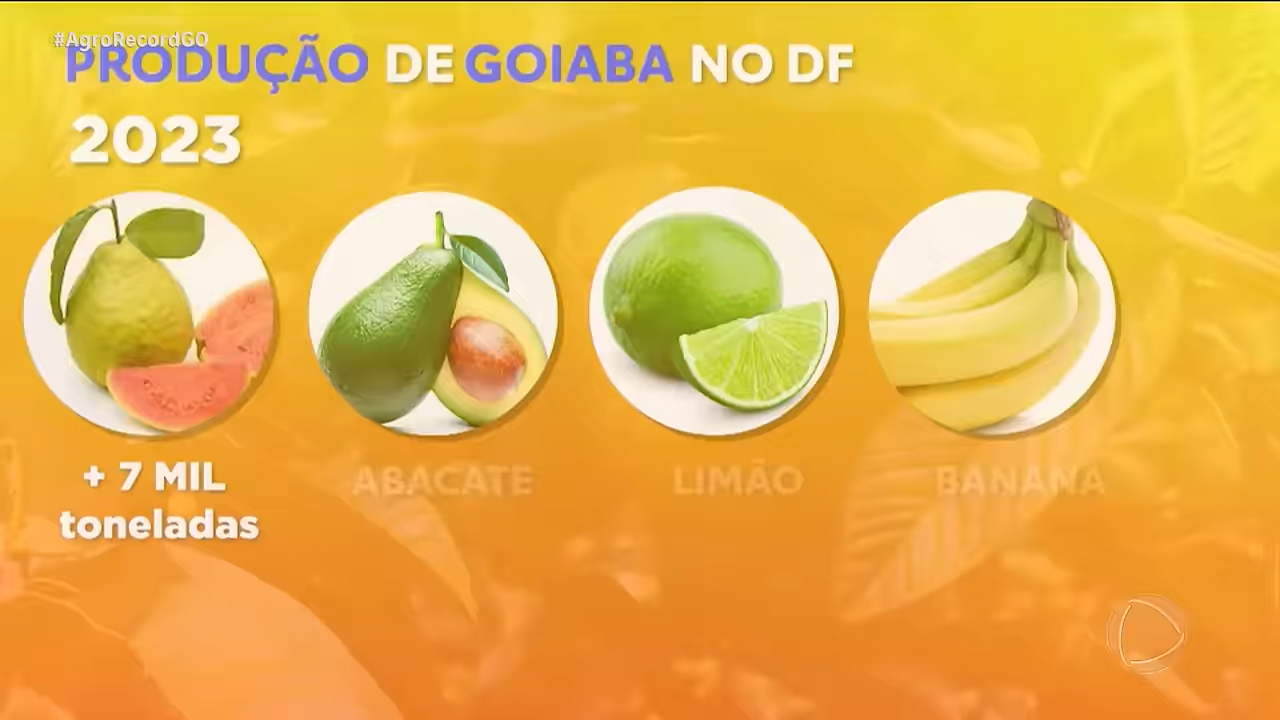 #AgroRecordGO
PRODUÇÃO DE GOIABA NO DF
2023
+ 7 MIL
toneladas
ABACATE
LIMÃO
BANANA